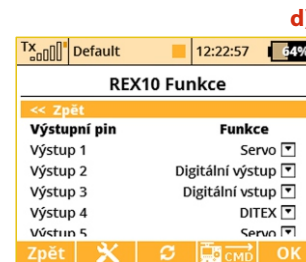 d)
Tx Default 12:22:57 64%
REX10 Funkce
<< Zpět
Výstupní pin Funkce
Výstup 1 Servo
Výstup 2 Digitální výstup
Výstup 3 Digitální vstup
Výstup 4 DITEX
Výstup 5 Servo
Zpět CMD OK